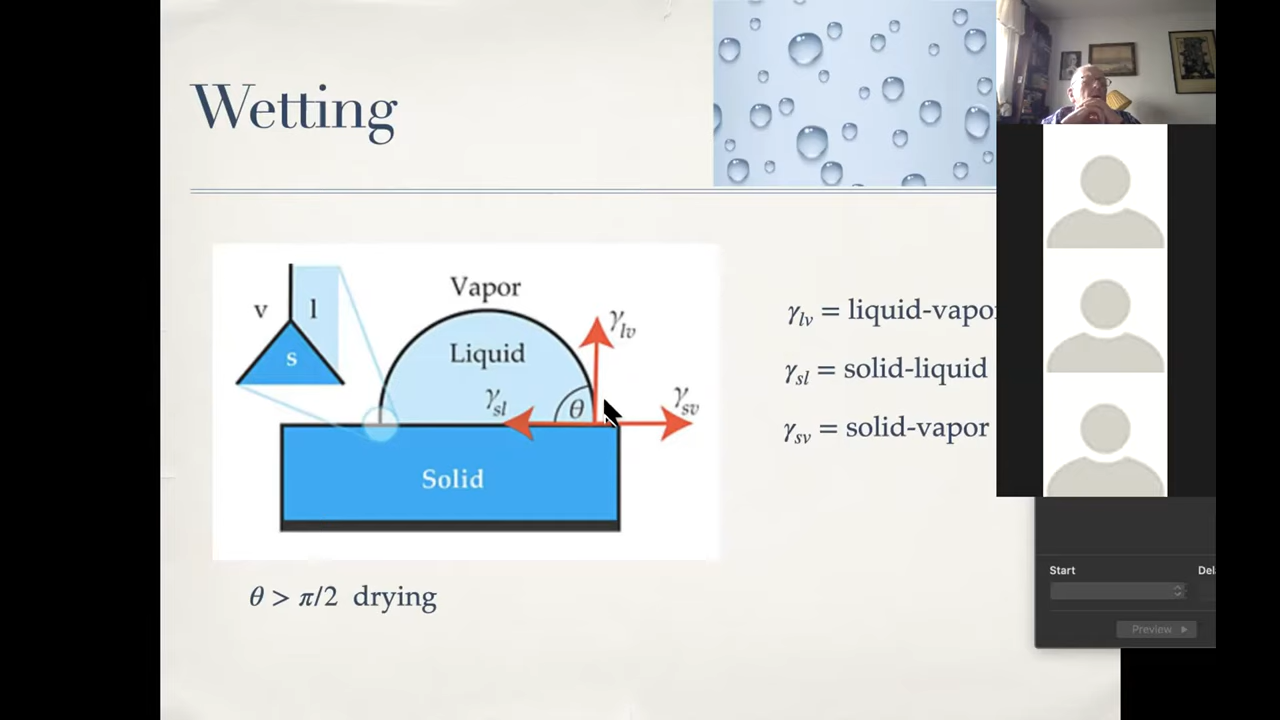 Wetting
v
l
s
Vapor
γlv
Liquid
γsl
θ
γsv
Solid
γlv = liquid-vapor
γsl = solid-liquid
γsv = solid-vapor
θ > π/2 drying
Start
Del
Preview